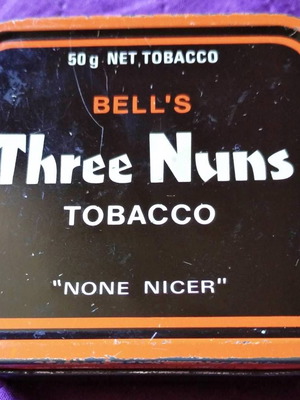 50g NET TOBACCO
BELL'S
Three Nuns
TOBACCO
"NONE NICER"